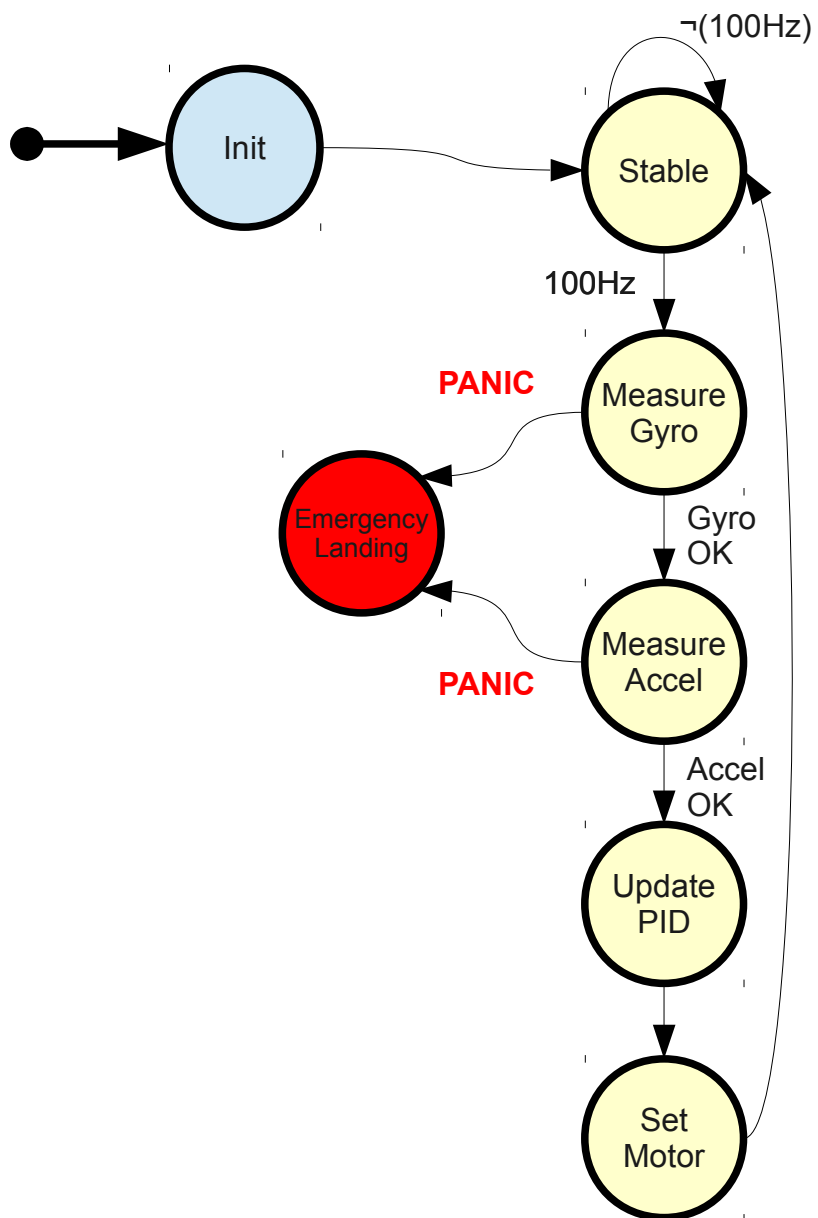 ¬(100Hz)
Init
Stable
100Hz
PANIC
Measure
Gyro
Emergency
Landing
Gyro
OK
Measure
Accel
PANIC
Accel
OK
Update
PID
Set
Motor